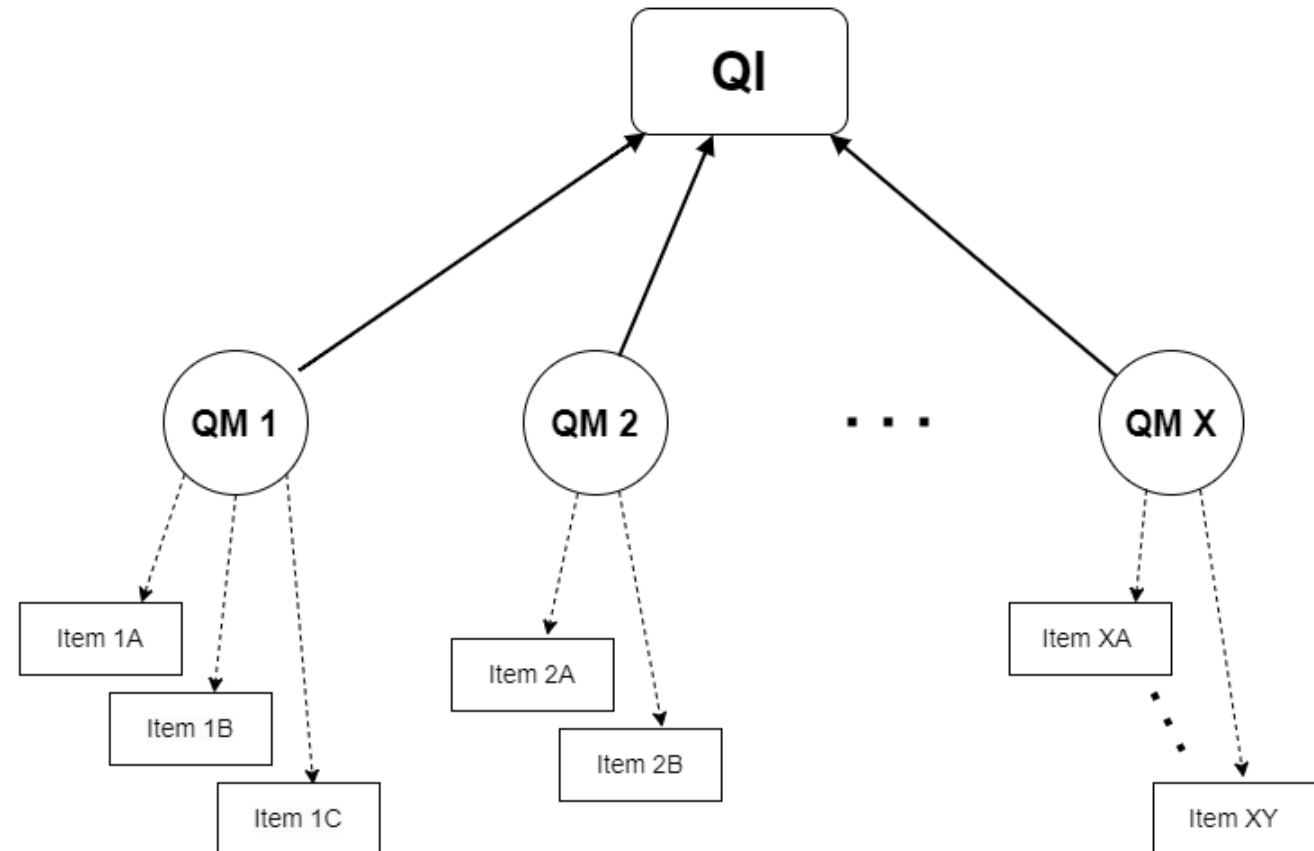 QI
QM 1
QM 2
. . .
QM X
Item 1A
Item 1B
Item 1C
Item 2A
Item 2B
Item XA
Item XY